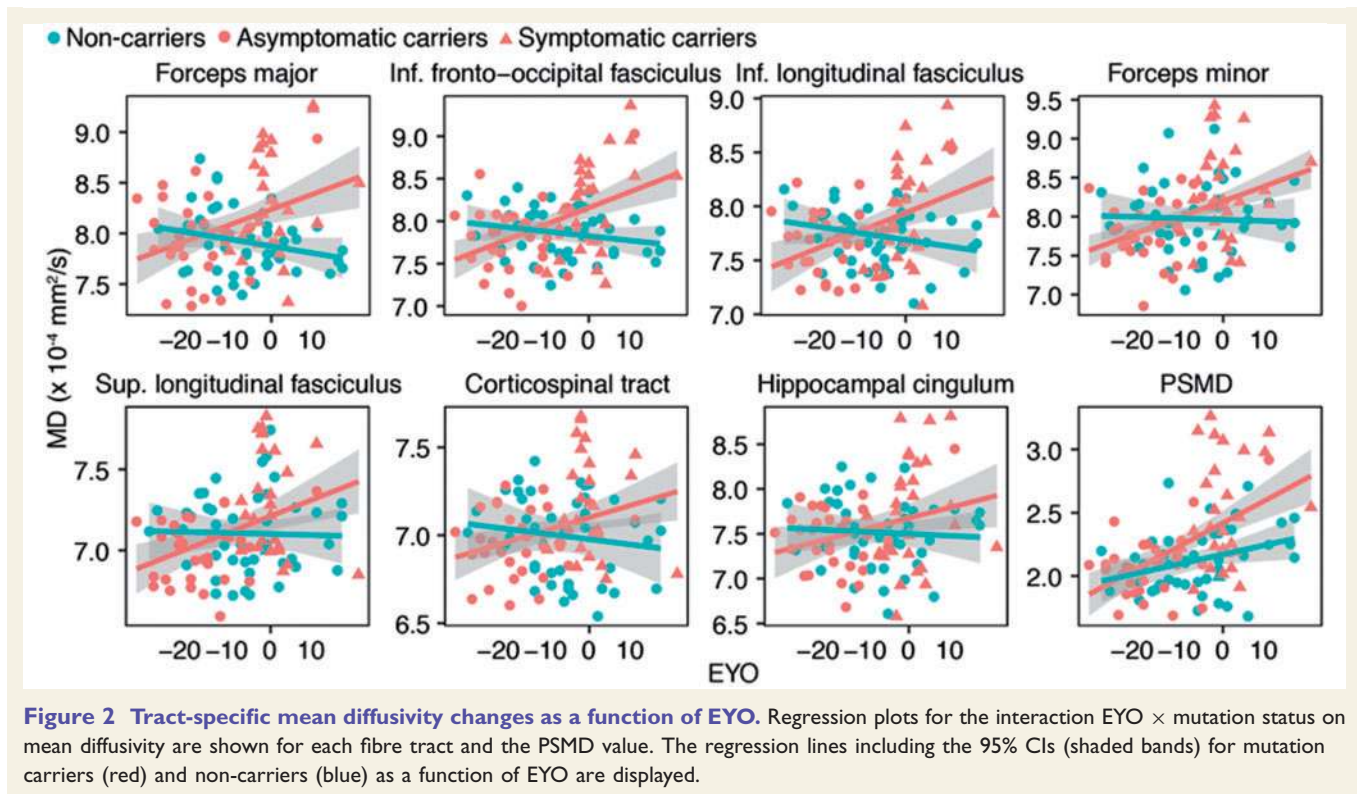 Non-carriers Asymptomatic carriers Symptomatic carriers
Forceps major Inf. fronto-occipital fasciculus Inf. longitudinal fasciculus Forceps minor
9.0
8.5
8.0
7.5
9.0
8.5
8.0
7.5
7.0
9.0
8.5
8.0
7.5
7.0
9.5
9.0
8.5
8.0
7.5
7.0
−20 −10 0 10
−20 −10 0 10
−20 −10 0 10
−20 −10 0 10
MD (x 10⁻⁴ mm²/s)
Sup. longitudinal fasciculus Corticospinal tract Hippocampal cingulum PSMD
7.5
7.0
7.5
7.0
6.5
8.5
8.0
7.5
7.0
6.5
3.0
2.5
2.0
−20 −10 0 10
−20 −10 0 10
−20 −10 0 10
−20 −10 0 10
EYO
Figure 2 Tract-specific mean diffusivity changes as a function of EYO. Regression plots for the interaction EYO × mutation status on
mean diffusivity are shown for each fibre tract and the PSMD value. The regression lines including the 95% CIs (shaded bands) for mutation
carriers (red) and non-carriers (blue) as a function of EYO are displayed.